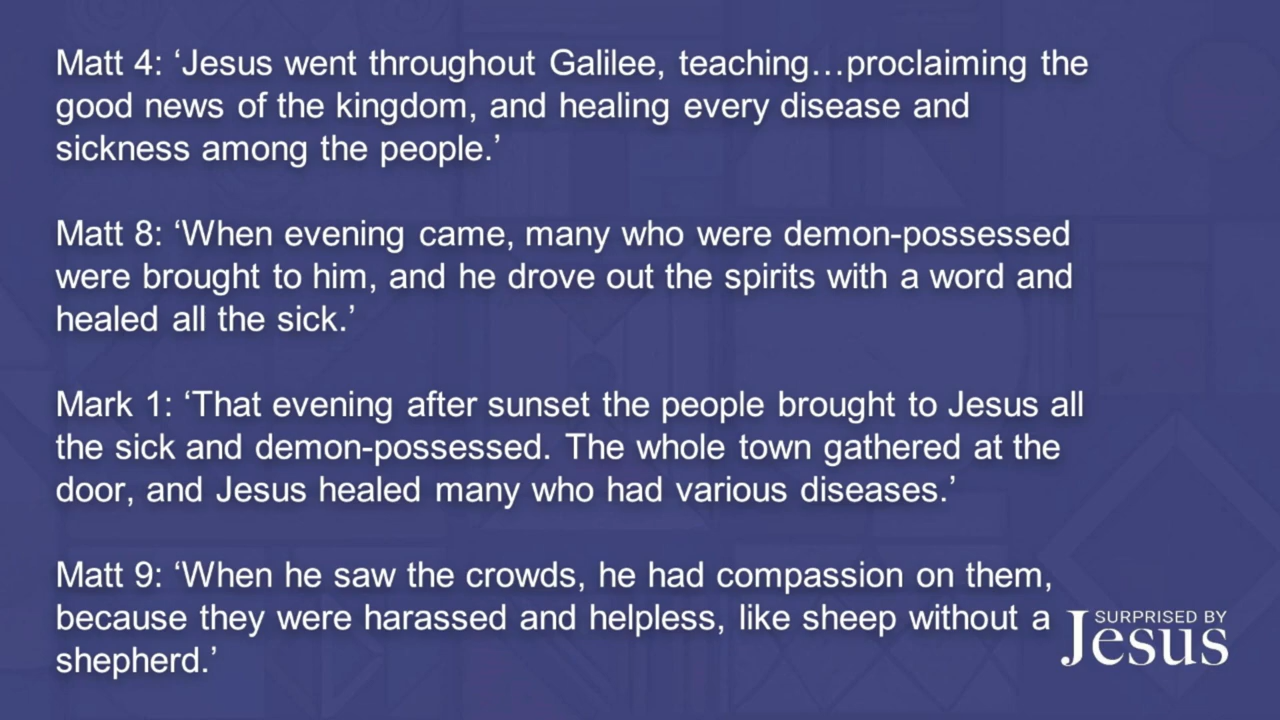 Matt 4: ‘Jesus went throughout Galilee, teaching…proclaiming the
good news of the kingdom, and healing every disease and
sickness among the people.’
Matt 8: ‘When evening came, many who were demon-possessed
were brought to him, and he drove out the spirits with a word and
healed all the sick.’
Mark 1: ‘That evening after sunset the people brought to Jesus all
the sick and demon-possessed. The whole town gathered at the
door, and Jesus healed many who had various diseases.’
Matt 9: ‘When he saw the crowds, he had compassion on them,
because they were harassed and helpless, like sheep without a
shepherd.’
SURPRISED BY
Jesus